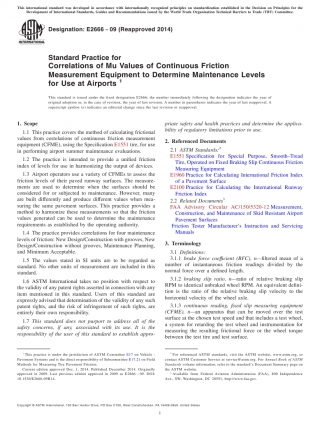 This international standard was developed in accordance with internationally recognized principles on standardization established in the Decision on Principles for the
Development of International Standards, Guides and Recommendations issued by the World Trade Organization Technical Barriers to Trade (TBT) Committee.
Designation: E2666 − 09 (Reapproved 2014)
Standard Practice for
Correlations of Mu Values of Continuous Friction
Measurement Equipment to Determine Maintenance Levels
for Use at Airports 1
This standard is issued under the fixed designation E2666; the number immediately following the designation indicates the year of
original adoption or, in the case of revision, the year of last revision. A number in parentheses indicates the year of last reapproval. A
superscript epsilon (ε) indicates an editorial change since the last revision or reapproval.
1. Scope
1.1 This practice covers the method of calculating frictional
values from correlations of continuous friction measurement
equipment (CFME), using the Specification E1551 tire, for use
in performing airport summer maintenance evaluations.
1.2 The practice is intended to provide a unified friction
index of levels for use in harmonizing the output of devices.
1.3 Airport operators use a variety of CFMEs to assess the
friction levels of their paved runway surfaces. The measure-
ments are used to determine when the surfaces should be
considered for or subjected to maintenance. However, many
are built differently and produce different values when mea-
suring the same pavement surfaces. This practice provides a
method to harmonize these measurements so that the friction
values generated can be used to determine the maintenance
requirements as established by the operating authority.
1.4 The practice provides correlations for four maintenance
levels of friction: New Design/Construction with grooves, New
Design/Construction without grooves, Maintenance Planning,
and Minimum Acceptable.
1.5 The values stated in SI units are to be regarded as
standard. No other units of measurement are included in this
standard.
1.6 ASTM International takes no position with respect to
the validity of any patent rights asserted in connection with any
item mentioned in this standard. Users of this standard are
expressly advised that determination of the validity of any such
patent rights, and the risk of infringement of such rights, are
entirely their own responsibility.
1.7 This standard does not purport to address all of the
safety concerns, if any, associated with its use. It is the
responsibility of the user of this standard to establish appro-
priate safety and health practices and determine the applica-
bility of regulatory limitations prior to use.
2. Referenced Documents
2.1 ASTM Standards:2
E1551 Specification for Special Purpose, Smooth-Tread
Tire, Operated on Fixed Braking Slip Continuous Friction
Measuring Equipment
E1960 Practice for Calculating International Friction Index
of a Pavement Surface
E2100 Practice for Calculating the International Runway
Friction Index
2.2 Related Documents3
FAA Advisory Circular AC150/5320-12 Measurement,
Construction, and Maintenance of Skid Resistant Airport
Pavement Surfaces
Friction Tester Manufacturer's Instruction and Servicing
Manuals
3. Terminology
3.1 Definitions:
3.1.1 brake force coefficient (BFC), n—filtered mean of a
number of instantaneous friction readings divided by the
normal force over a defined length.
3.1.2 braking slip ratio, n—ratio of relative braking slip
RPM to identical unbraked wheel RPM. An equivalent defini-
tion is the ratio of the relative braking slip velocity to the
horizontal velocity of the wheel axle.
3.1.3 continuous reading, fixed slip measuring equipment
(CFME), n—an apparatus that can be moved over the test
surface at the chosen test speed and that includes a test wheel,
a system for braking the test wheel and instrumentation for
measuring the resulting frictional force or the wheel torque
between the test tire and test surface.
1 This practice is under the jurisdiction of ASTM Committee E17 on Vehicle -
Pavement Systems and is the direct responsibility of Subcommittee E17.21 on Field
Methods for Measuring Tire Pavement Friction.
Current edition approved Dec. 1, 2014. Published December 2014. Originally
approved in 2009. Last previous edition approved in 2009 as E2666 – 09. DOI:
10.1520/E2666-09R14.
2 For referenced ASTM standards, visit the ASTM website, www.astm.org, or
contact ASTM Customer Service at service@astm.org. For Annual Book of ASTM
Standards volume information, refer to the standard's Document Summary page on
the ASTM website.
3 Available from Federal Aviation Administration (FAA), 800 Independence
Ave., SW, Washington, DC 20591, http://www.faa.gov.
Copyright © ASTM International, 100 Barr Harbor Drive, PO Box C700, West Conshohocken, PA 19428-2959. United States
1